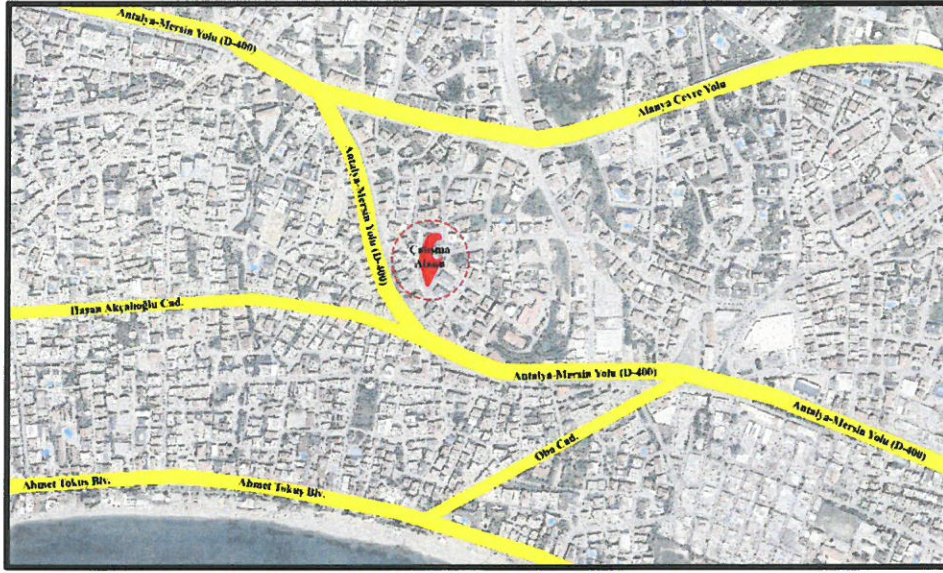 Antalya-Mersin Yolu (D-400)
Alanya Çevre Yolu
Antalya-Mersin Yolu (D-400)
Çalışma
Alanı
Hayan Akçalıoğlu Cad.
Antalya-Mersin Yolu (D-400)
Antalya-Mersin Yolu (D-400)
Oba Cad.
Ahmet Tokuş Blv.
Ahmet Tokuş Blv.